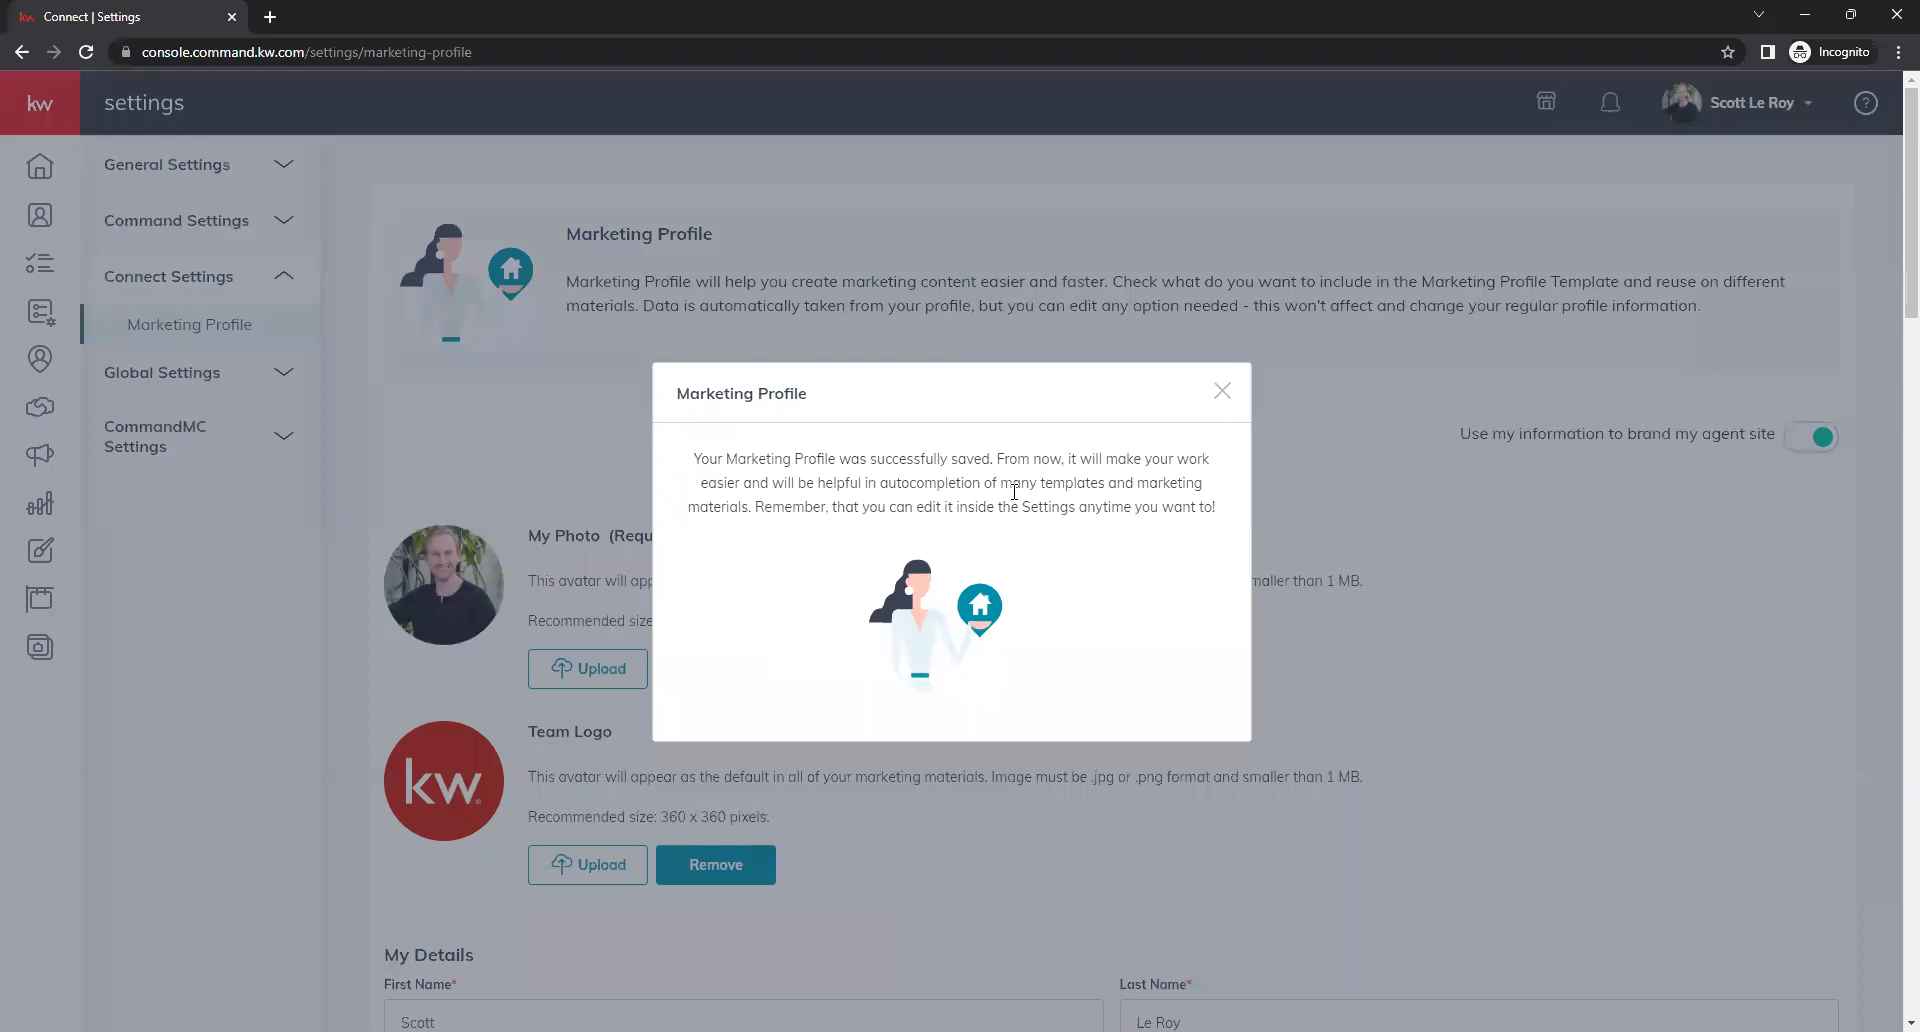 Connect | Settings
console.command.kw.com/settings/marketing-profile
Incognito
kw
settings
Scott Le Roy
General Settings
Command Settings
Connect Settings
Marketing Profile
Global Settings
CommandMC
Settings
Marketing Profile
Marketing Profile will help you create marketing content easier and faster. Check what do you want to include in the Marketing Profile Template and reuse on different
materials. Data is automatically taken from your profile, but you can edit any option needed - this won't affect and change your regular profile information.
Use my information to brand my agent site
Marketing Profile
Your Marketing Profile was successfully saved. From now, it will make your work
easier and will be helpful in autocompletion of many templates and marketing
materials. Remember, that you can edit it inside the Settings anytime you want to!
My Photo (Requ
This avatar will app
maller than 1 MB.
Recommended size
Upload
kw
Team Logo
This avatar will appear as the default in all of your marketing materials. Image must be .jpg or .png format and smaller than 1 MB.
Recommended size: 360 x 360 pixels.
Upload
Remove
My Details
First Name*
Last Name*
Scott
Le Roy